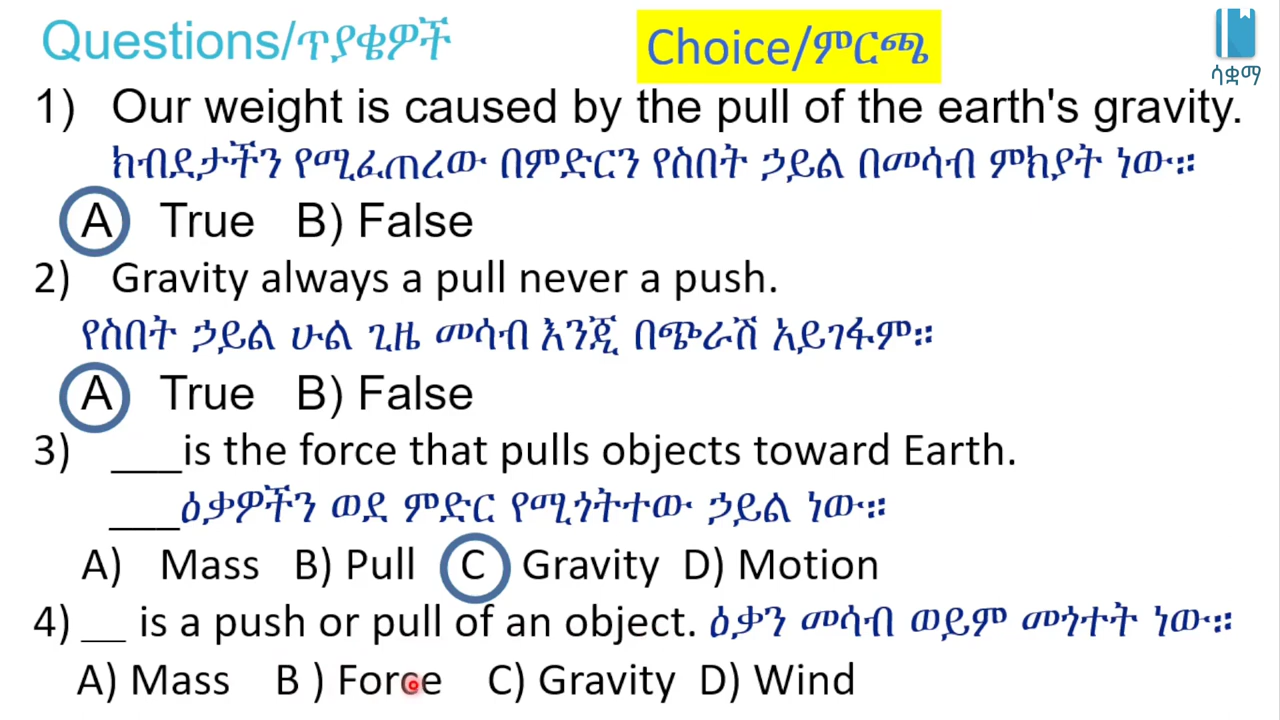 Questions/ጥያቄዎች
Choice/ምርጫ
ሳቋማ
1) Our weight is caused by the pull of the earth's gravity.
ክብደታችን የሚፈጠረው በምድርን የስበት ኃይል በመሳብ ምክያት ነው።
A True B) False
2) Gravity always a pull never a push.
የስበት ኃይል ሁል ጊዜ መሳብ እንጂ በጭራሽ አይገፋም።
A True B) False
3) ___is the force that pulls objects toward Earth.
___ዕቃዎችን ወደ ምድር የሚጎትተው ኃይል ነው።
A) Mass B) Pull C Gravity D) Motion
4) __ is a push or pull of an object. ዕቃን መሳብ ወይም መጎተት ነው።
A) Mass B ) Force C) Gravity D) Wind